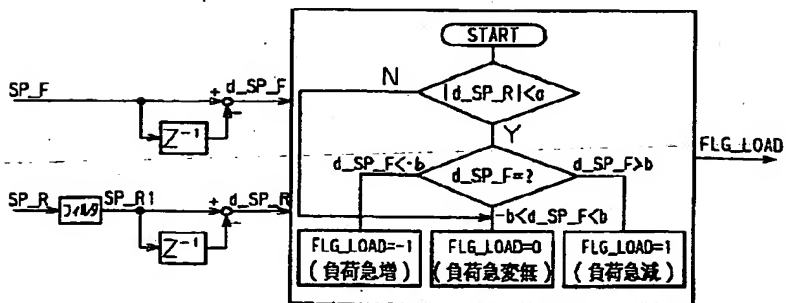 START
SP_F
d_SP_F
N
|d_SP_R|<a
Z-1
Y
FLG_LOAD
d_SP_F<-b
d_SP_F=?
d_SP_F>b
SP_R
フィルタ
SP_R1
d_SP_R
-b<d_SP_F<b
Z-1
FLG_LOAD=-1
(負荷急増)
FLG_LOAD=0
(負荷急変無)
FLG_LOAD=1
(負荷急減)